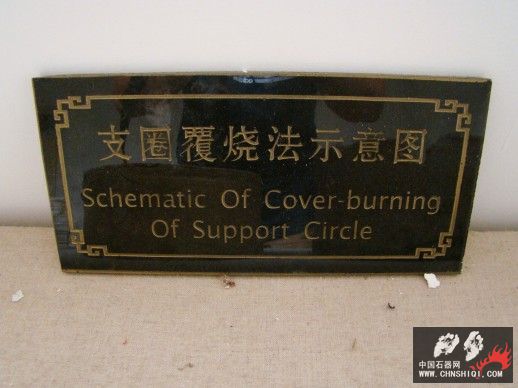 支圈覆烧法示意图
Schematic Of Cover-burning
Of Support Circle
中国石器网
WWW.CHNSHIQI.COM